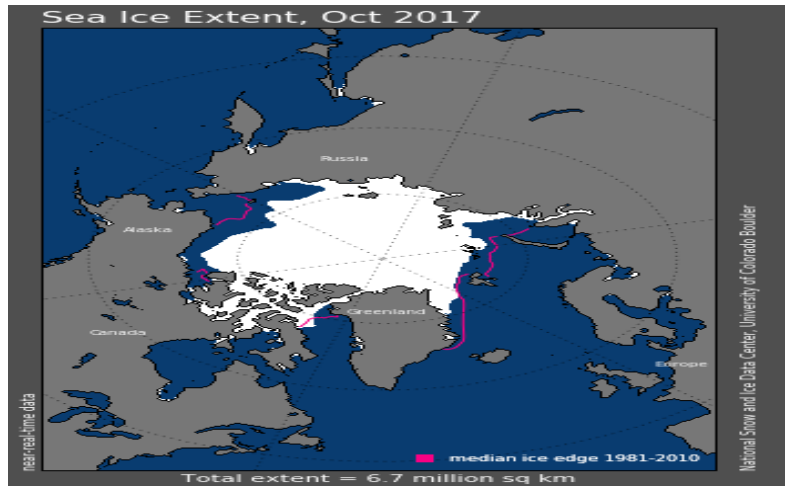 Sea Ice Extent, Oct 2017
Russia
Alaska
Greenland
Canada
Europe
median ice edge 1981-2010
Total extent = 6.7 million sq km
near-real-time data
National Snow and Ice Data Center, University of Colorado Boulder